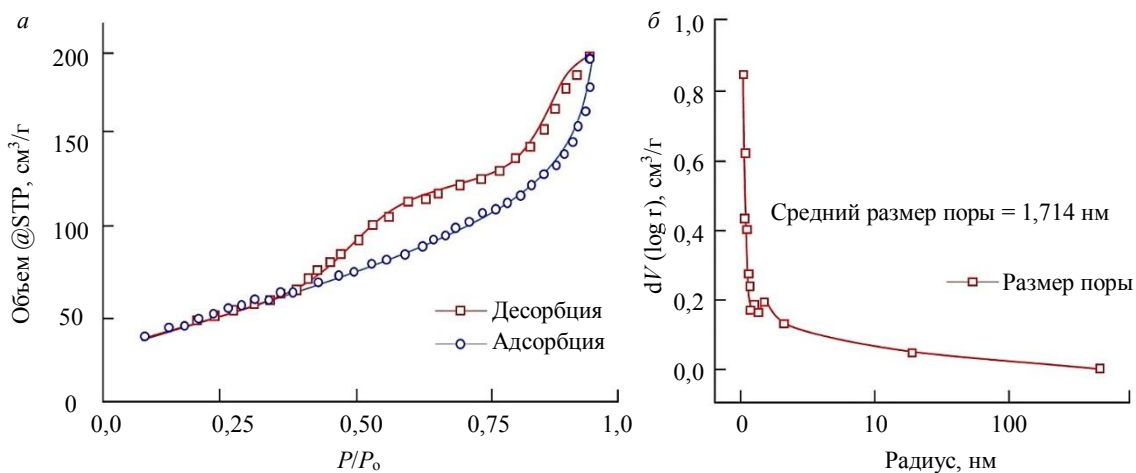 а
Объем @STP, см³/г
200
150
100
50
0
0,0 0,25 0,50 0,75 1,0
P/Pо
Десорбция
Адсорбция
б
dV (log r), см³/г
1,0
0,8
0,6
0,4
0,2
0,0
0 10 100
Радиус, нм
Средний размер поры = 1,714 нм
Размер поры